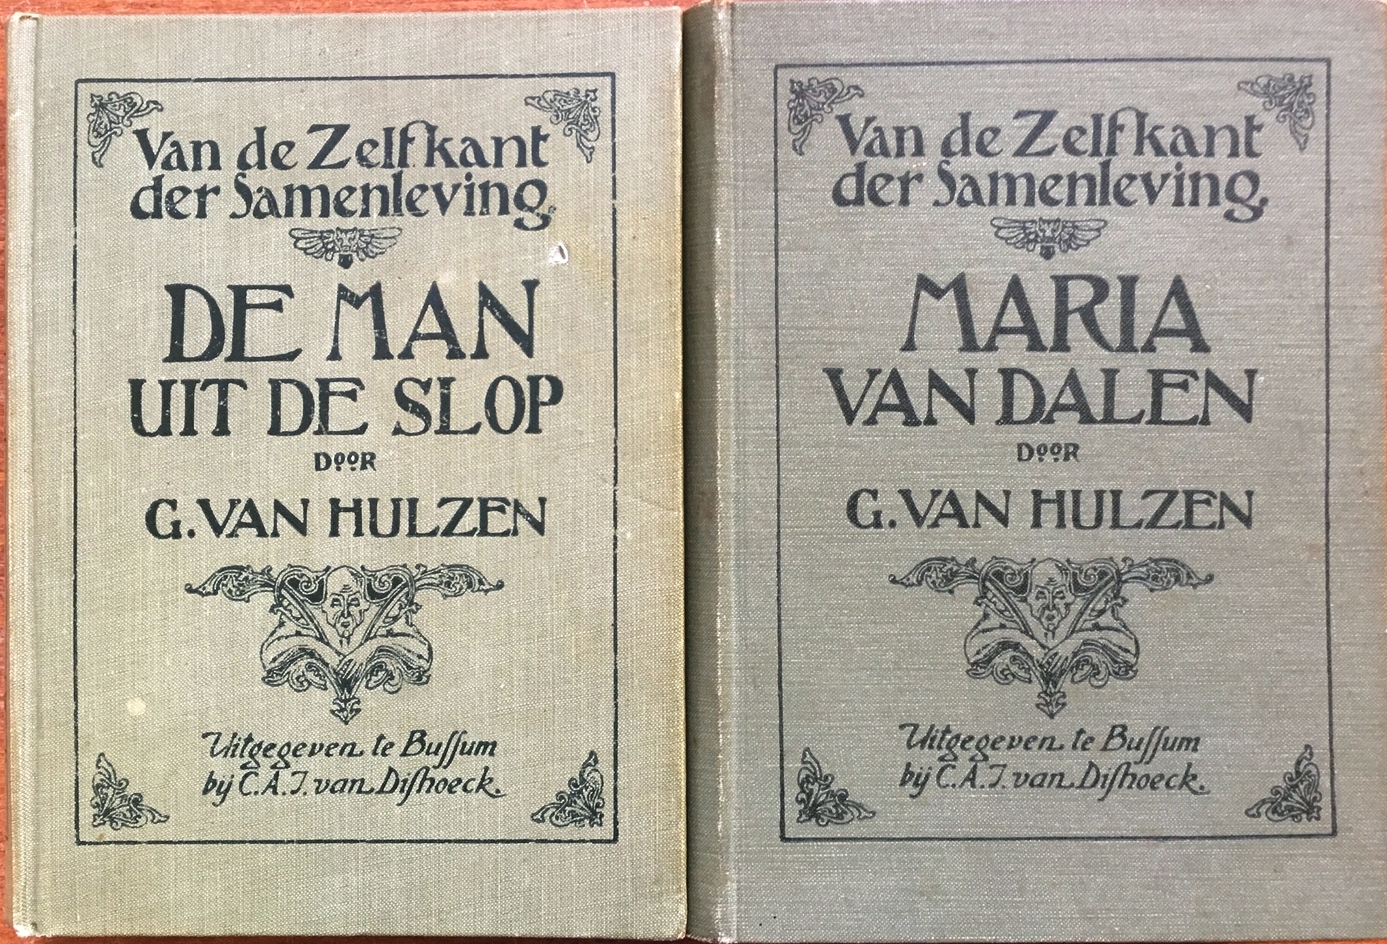 Van de Zelfkant
der Samenleving.
DE MAN
UIT DE SLOP
DOOR
G. VAN HULZEN
Uitgegeven te Bussum
bij C.A.J. van Dishoeck.
Van de Zelfkant
der Samenleving.
MARIA
VAN DALEN
DOOR
G. VAN HULZEN
Uitgegeven te Bussum
bij C.A.J. van Dishoeck.